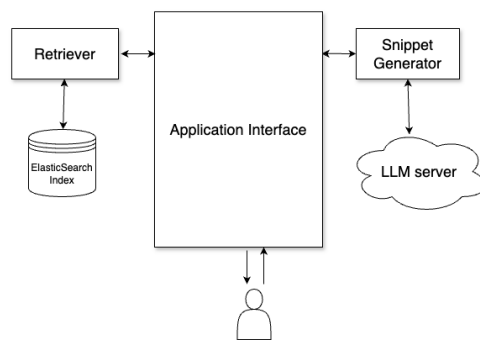 Retriever
Snippet
Generator
Application Interface
ElasticSearch
Index
LLM server